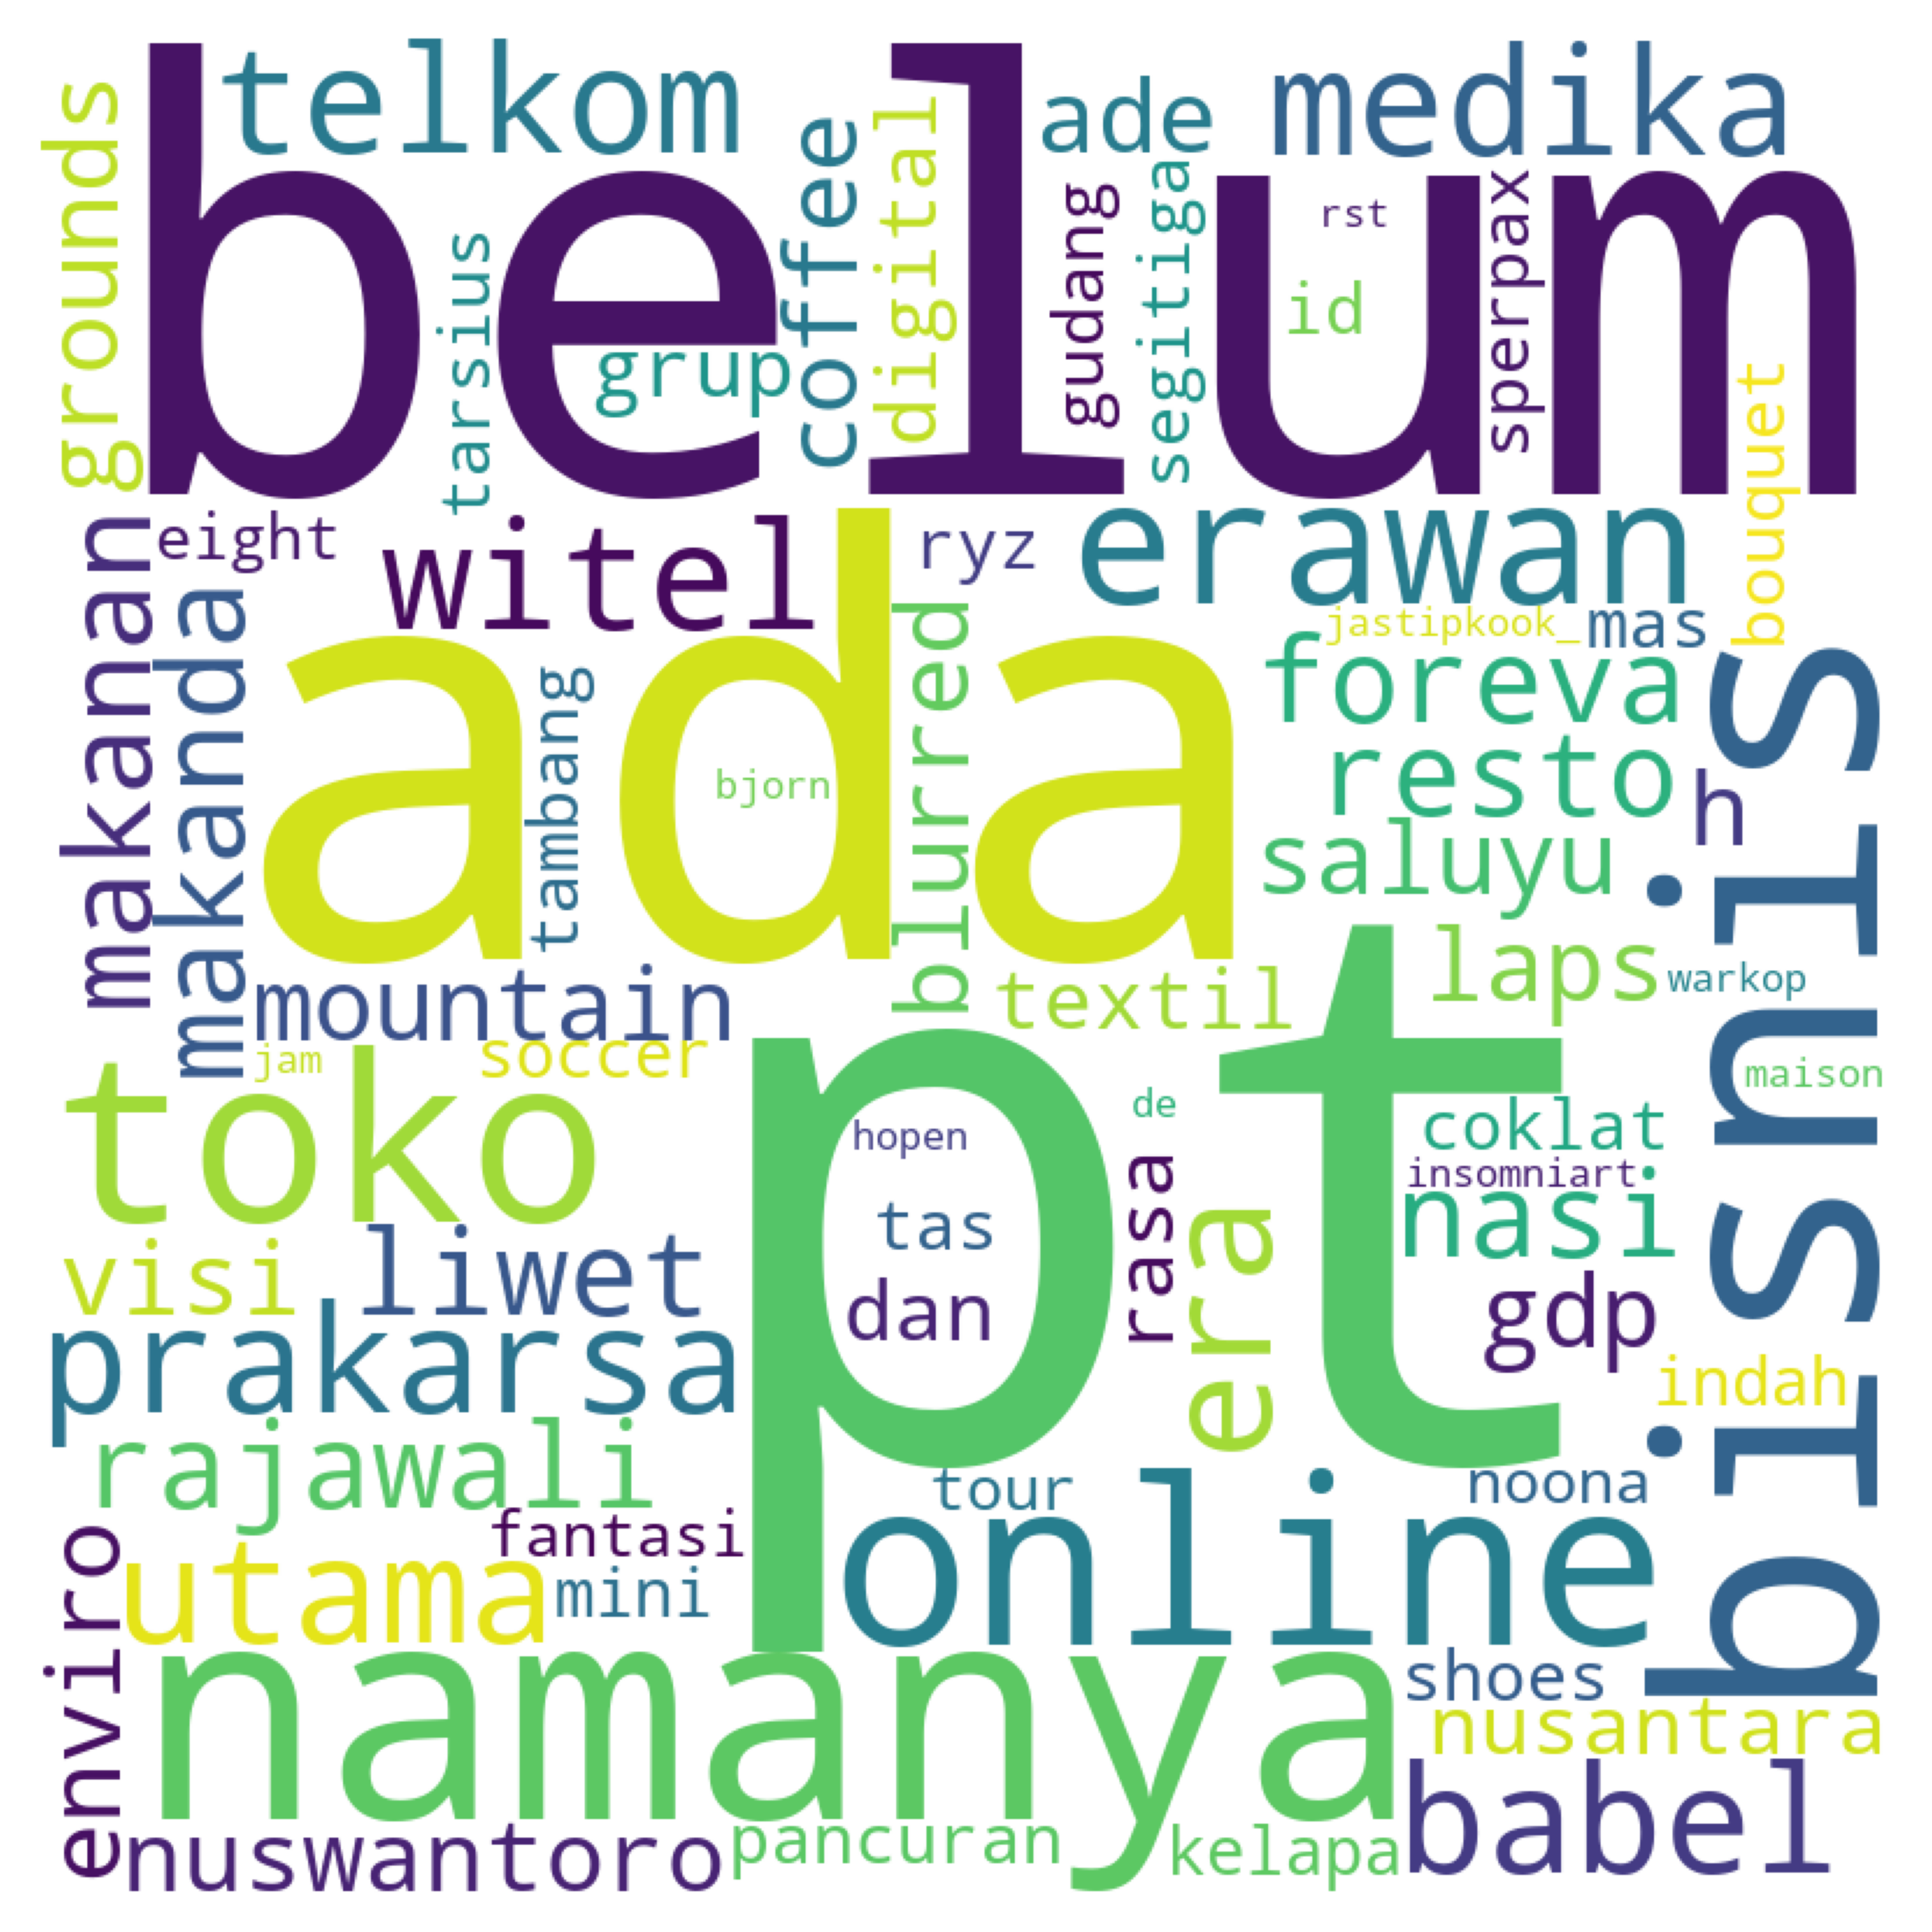 belum
telkom
ade
medika
grounds
tarsius
grup
coffee
digital
gudang
segitiga
rst
id
sperpax
bouquet
eight
witel
ryz
erawan
makanan
makanda
ada
tambang
bjorn
blurred
jastipkook_
mas
foreva
resto
h
saluyu
bisnis
mountain
textil
laps
warkop
jam
soccer
toko
pt
de
maison
hopen
coklat
insomniart
tas
rasa
nasi
visi
liwet
dan
era
gdp
prakarsa
indah
rajawali
tour
noona
fantasi
enviro
utama
mini
online
namanya
shoes
nusantara
nuswantoro
pancuran
kelapa
babel